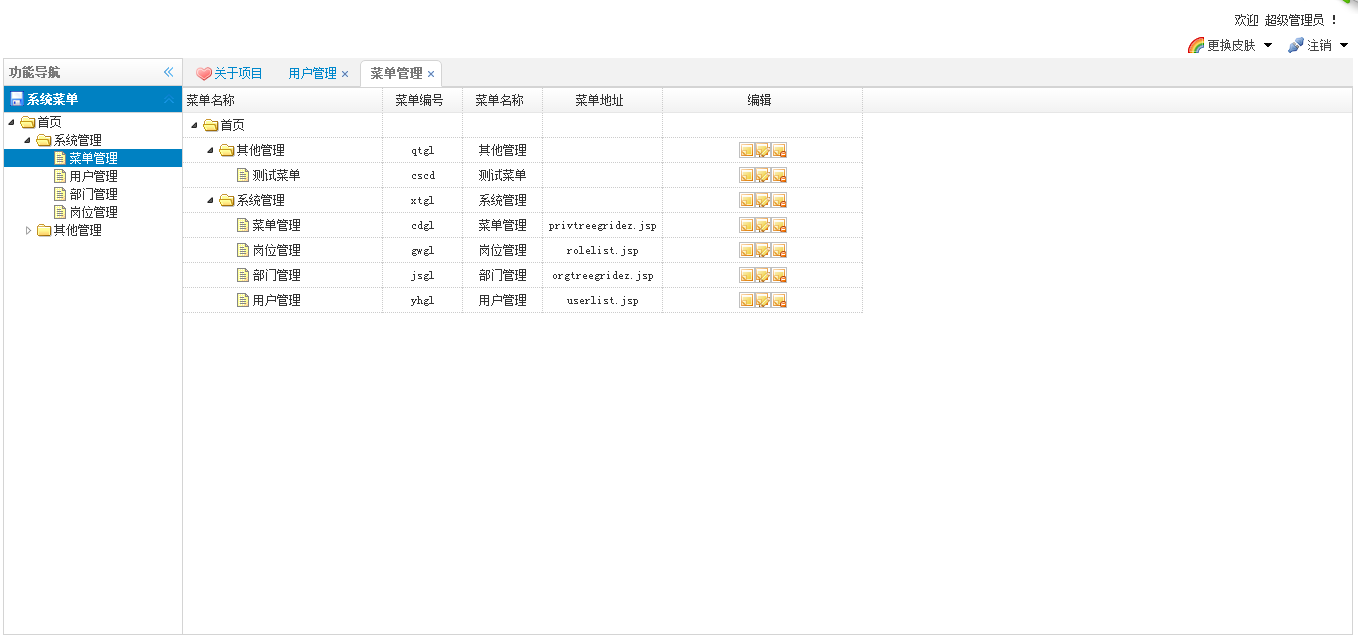 欢迎 超级管理员 !
更换皮肤 注销
功能导航 关于项目 用户管理 菜单管理
系统菜单 菜单名称 菜单编号 菜单名称 菜单地址 编辑
首页
系统管理
菜单管理
用户管理
部门管理
岗位管理
其他管理
首页
其他管理 qtgl 其他管理
测试菜单 cscd 测试菜单
系统管理 xtgl 系统管理
菜单管理 cdgl 菜单管理 privtreegridez.jsp
岗位管理 gwgl 岗位管理 rolelist.jsp
部门管理 jsgl 部门管理 orgtreegridez.jsp
用户管理 yhgl 用户管理 userlist.jsp